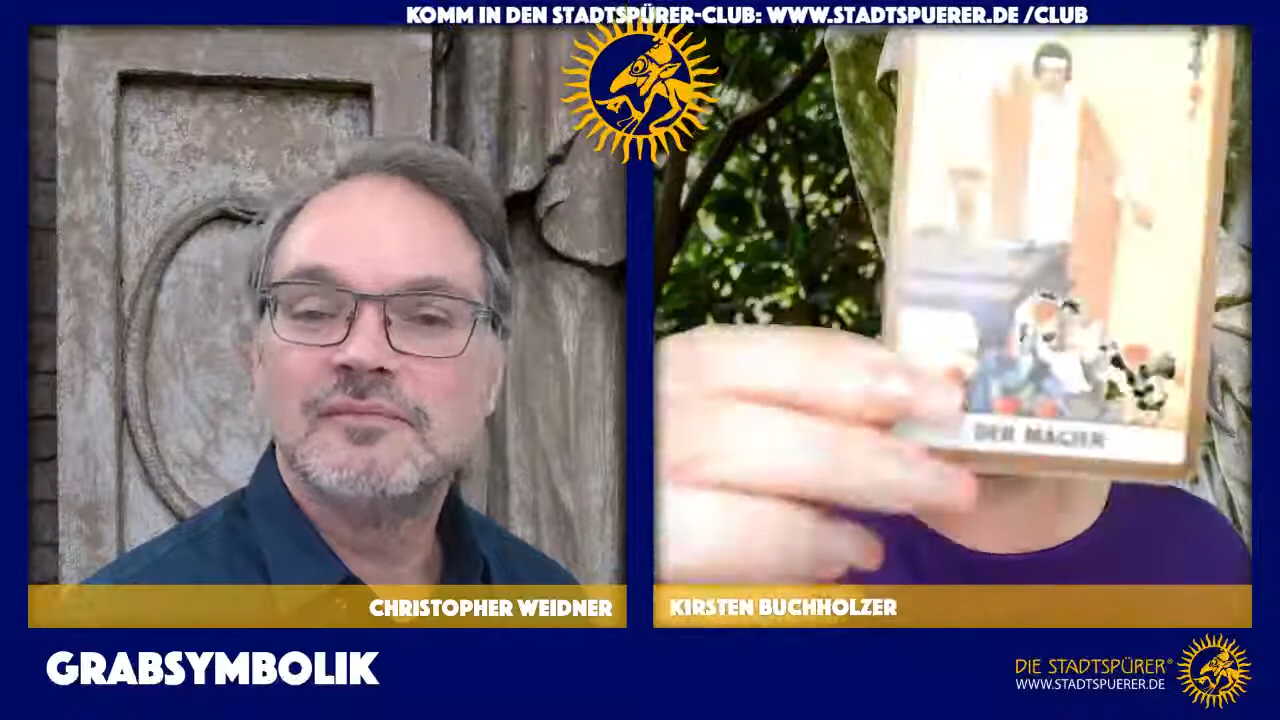 KOMM IN DEN STADTSPÜRER-CLUB: WWW.STADTSPUERER.DE /CLUB
DER MAGIER
CHRISTOPHER WEIDNER
KIRSTEN BUCHHOLZER
GRABSYMBOLIK
DIE STADTSPÜRER®
WWW.STADTSPUERER.DE